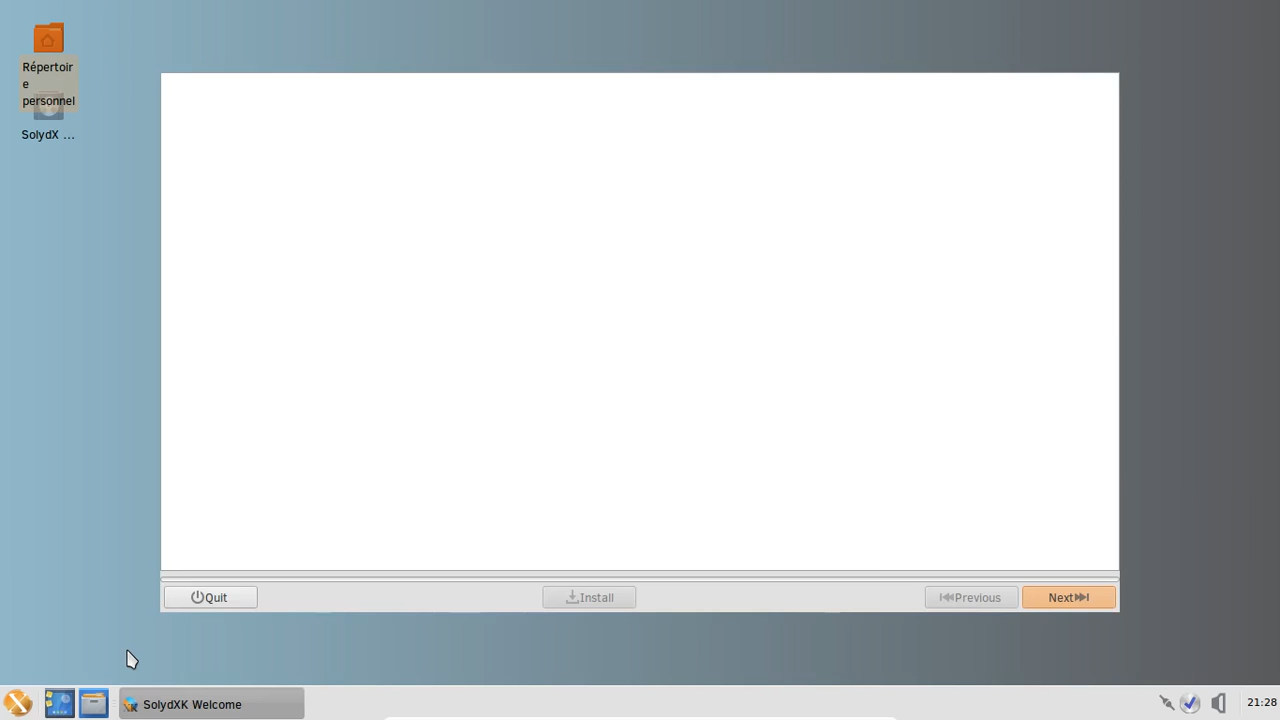 Répertoir
e
personnel
SolydX ...
Quit
Install
Previous
Next
SolydXK Welcome
21:28